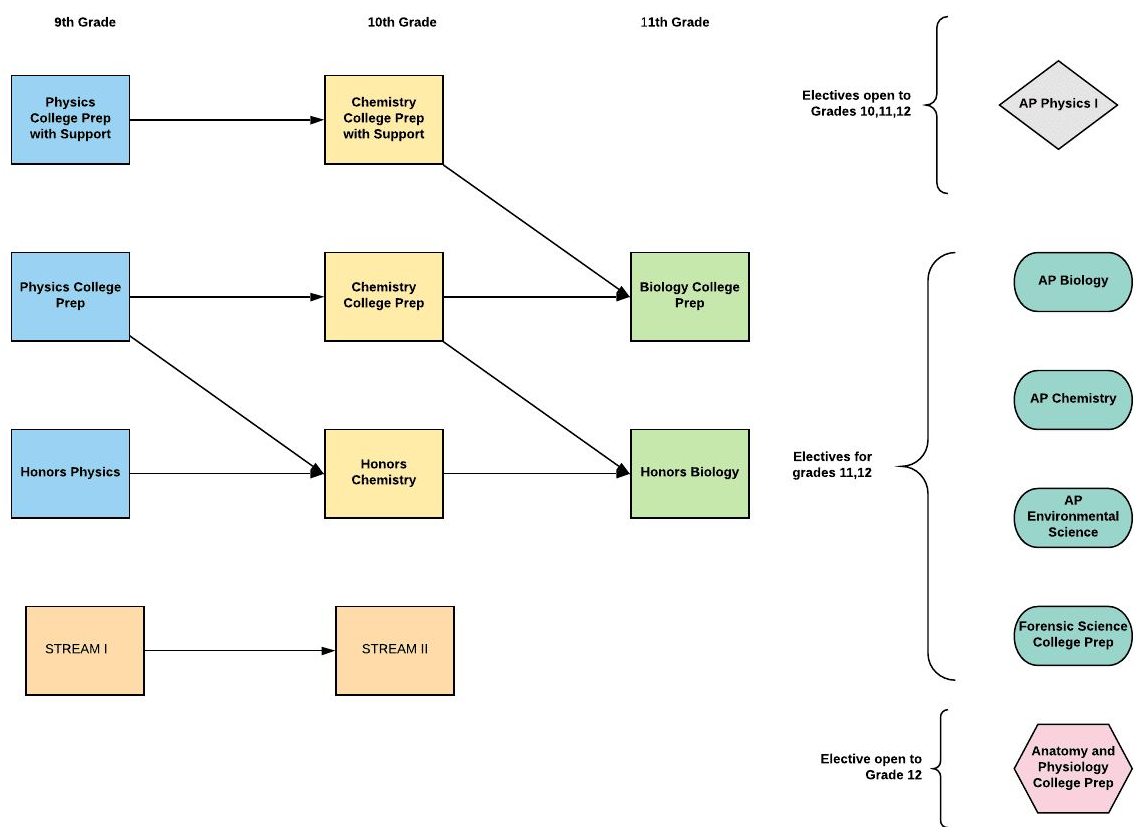 9th Grade
10th Grade
11th Grade
Physics
College Prep
with Support
Chemistry
College Prep
with Support
Electives open to
Grades 10,11,12
AP Physics I
Physics College
Prep
Chemistry
College Prep
Biology College
Prep
AP Biology
AP Chemistry
Honors Physics
Honors
Chemistry
Honors Biology
Electives for
grades 11,12
AP
Environmental
Science
STREAM I
STREAM II
Forensic Science
College Prep
Elective open to
Grade 12
Anatomy and
Physiology
College Prep